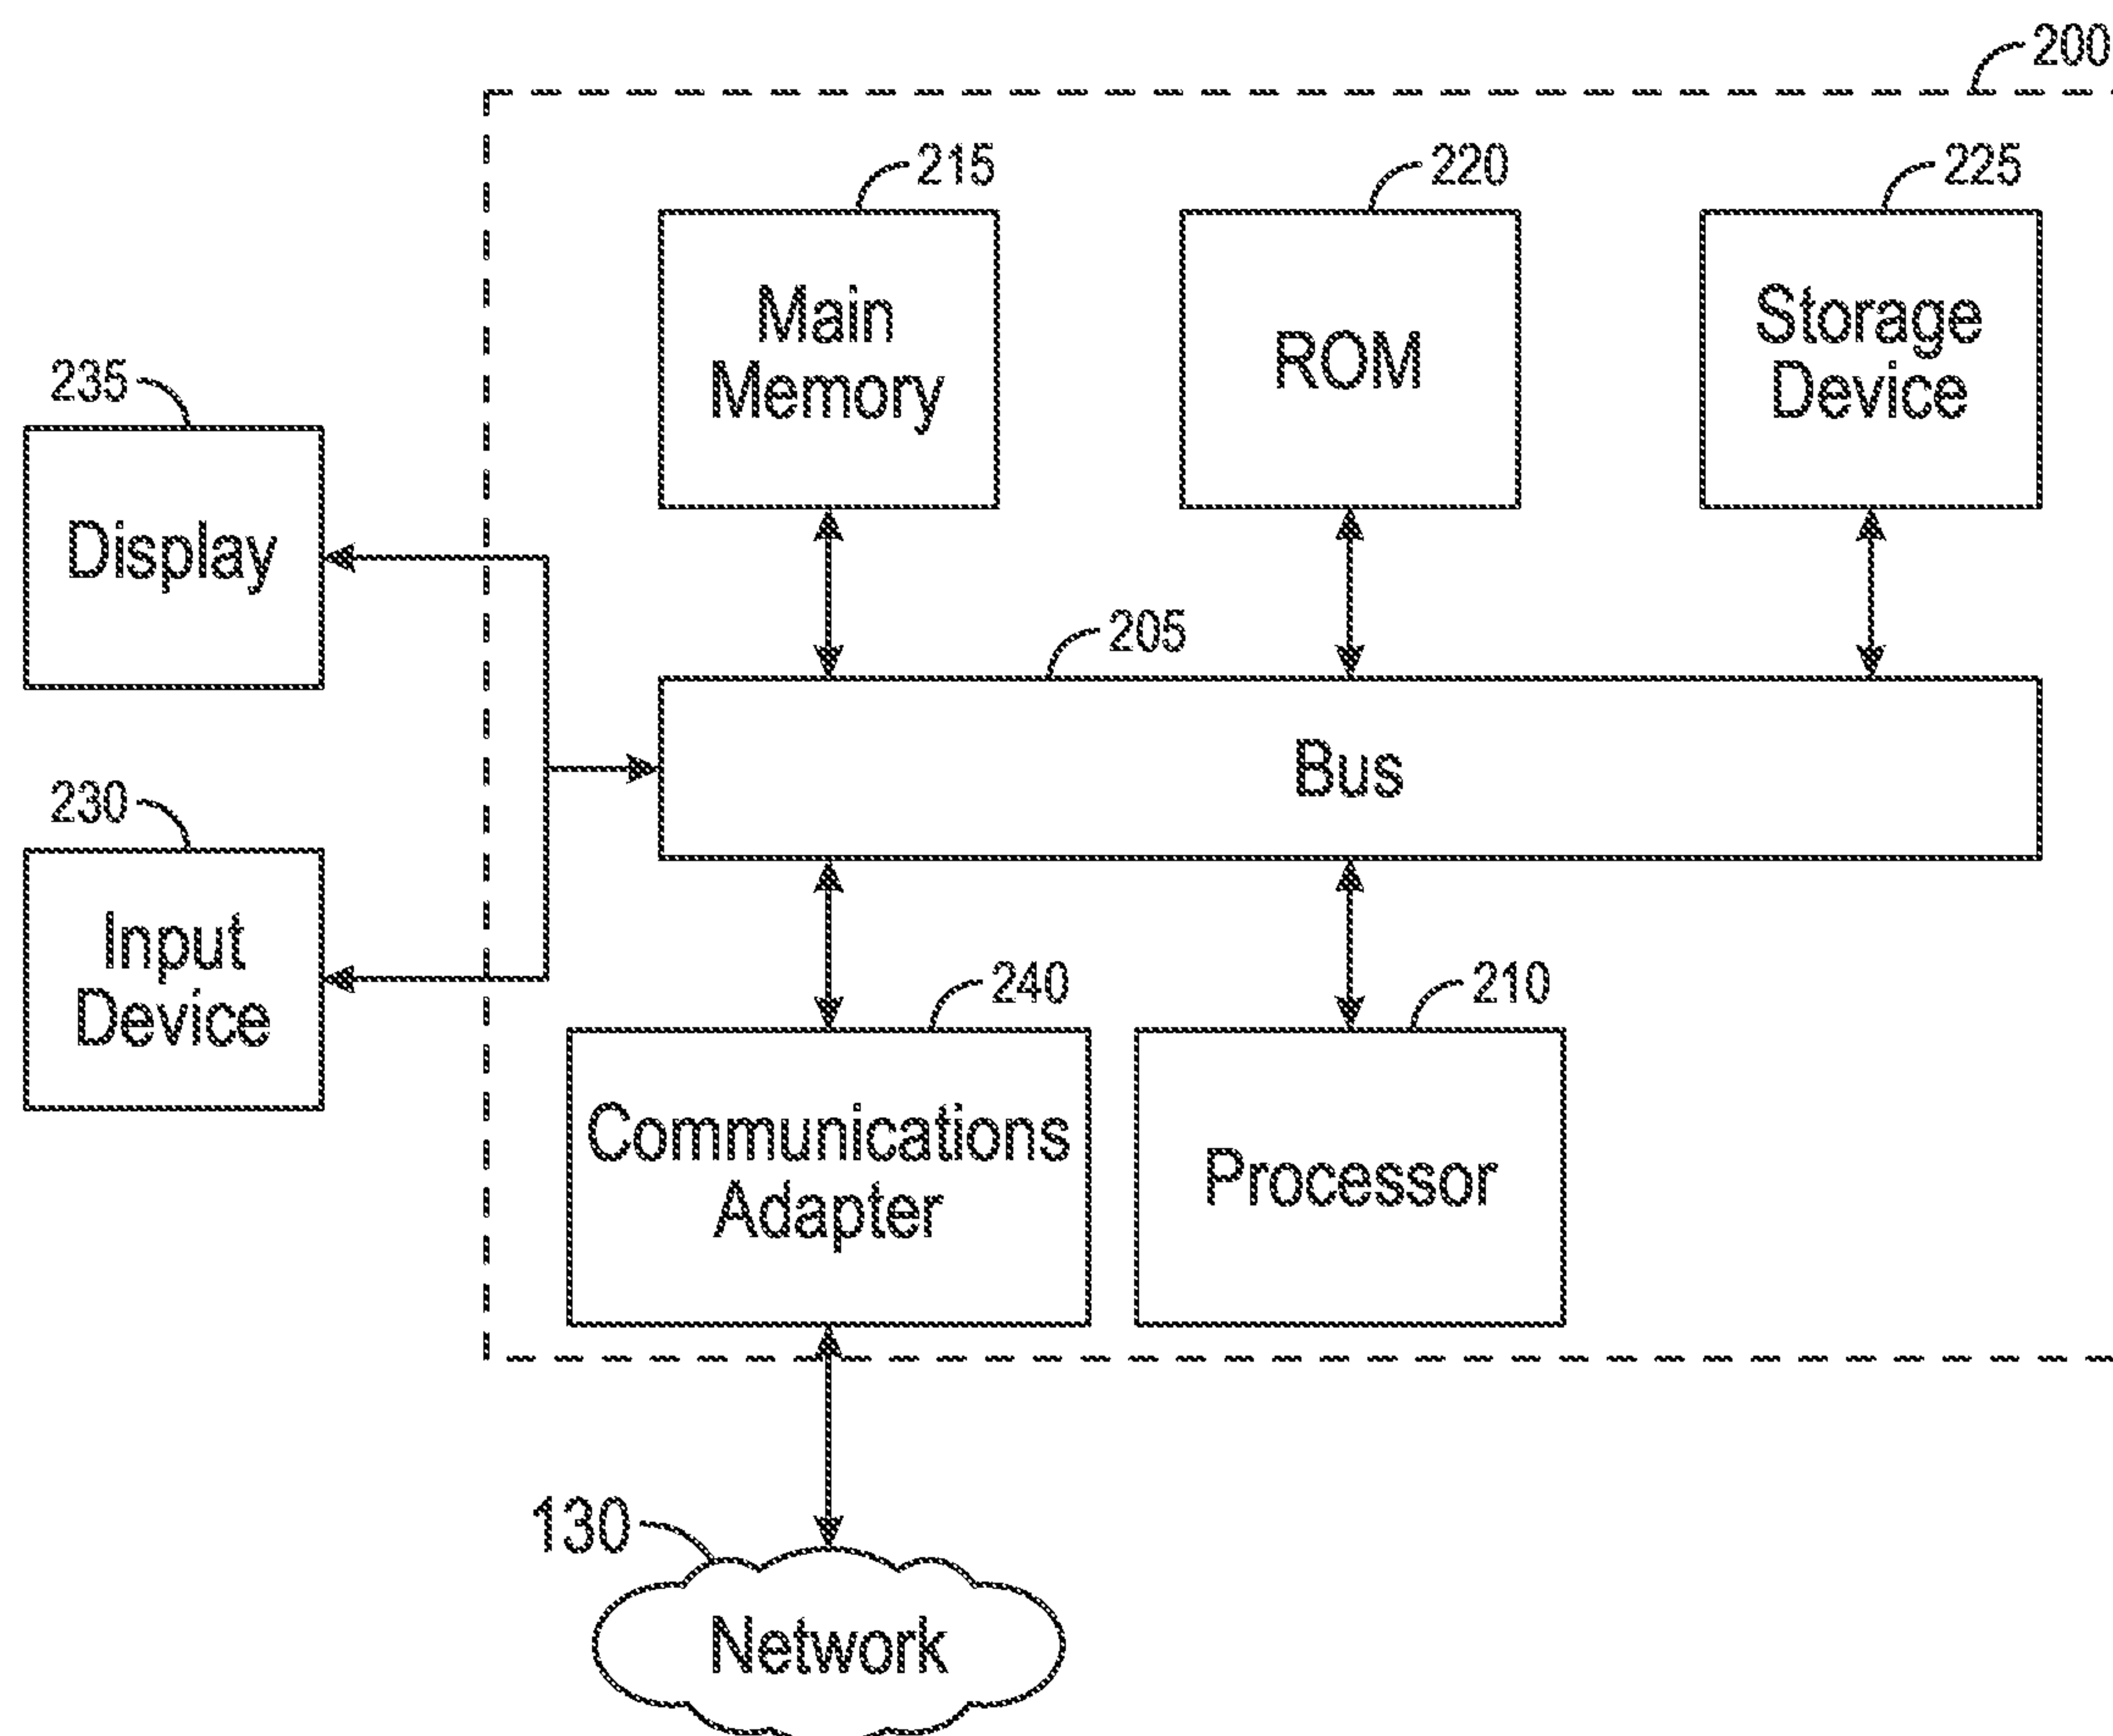 200
215
220
225
Main
Memory
ROM
Storage
Device
235
Display
205
Bus
230
Input
Device
240
210
Communications
Adapter
Processor
130
Network